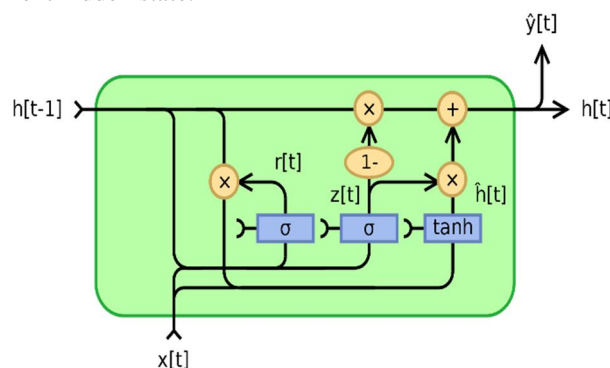 ŷ[t]
h[t-1]
×
+
h[t]
1-
r[t]
×
z[t]
×
ĥ[t]
σ
σ
tanh
x[t]